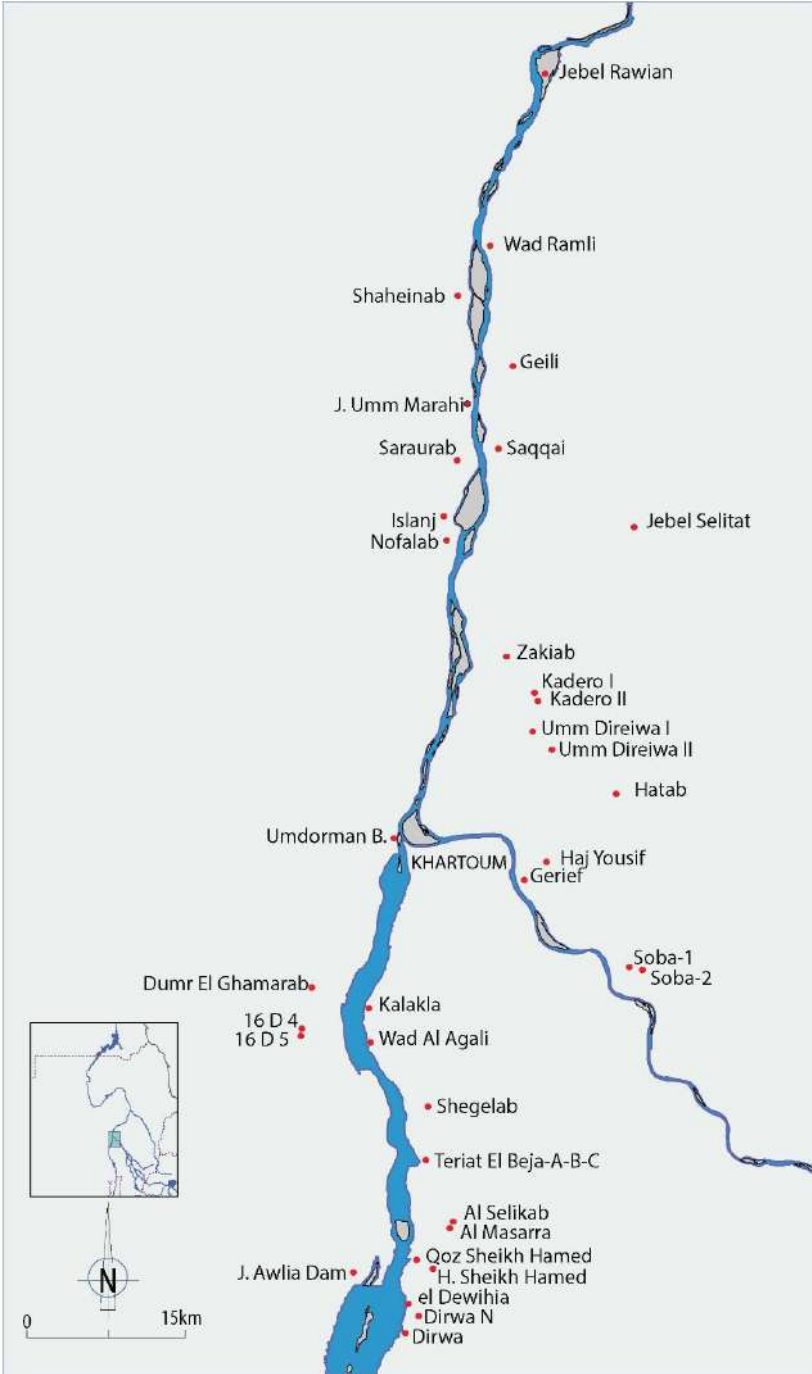 Jebel Rawian
Wad Ramli
Shaheinab
Geili
J. Umm Marahi
Saraurab
Saqqai
Islanj
Jebel Selitat
Nofalab
Zakiab
Kadero I
Kadero II
Umm Direiwa I
Umm Direiwa II
Hatab
Umdorman B.
KHARTOUM
Haj Yousif
Gerief
Soba-1
Soba-2
Dumr El Ghamarab
Kalakla
16 D 4
16 D 5
Wad Al Agali
Shegelab
Teriat El Beja-A-B-C
Al Selikab
Al Masarra
Qoz Sheikh Hamed
J. Awlia Dam
H. Sheikh Hamed
el Dewihia
Dirwa N
Dirwa
N
0 15km